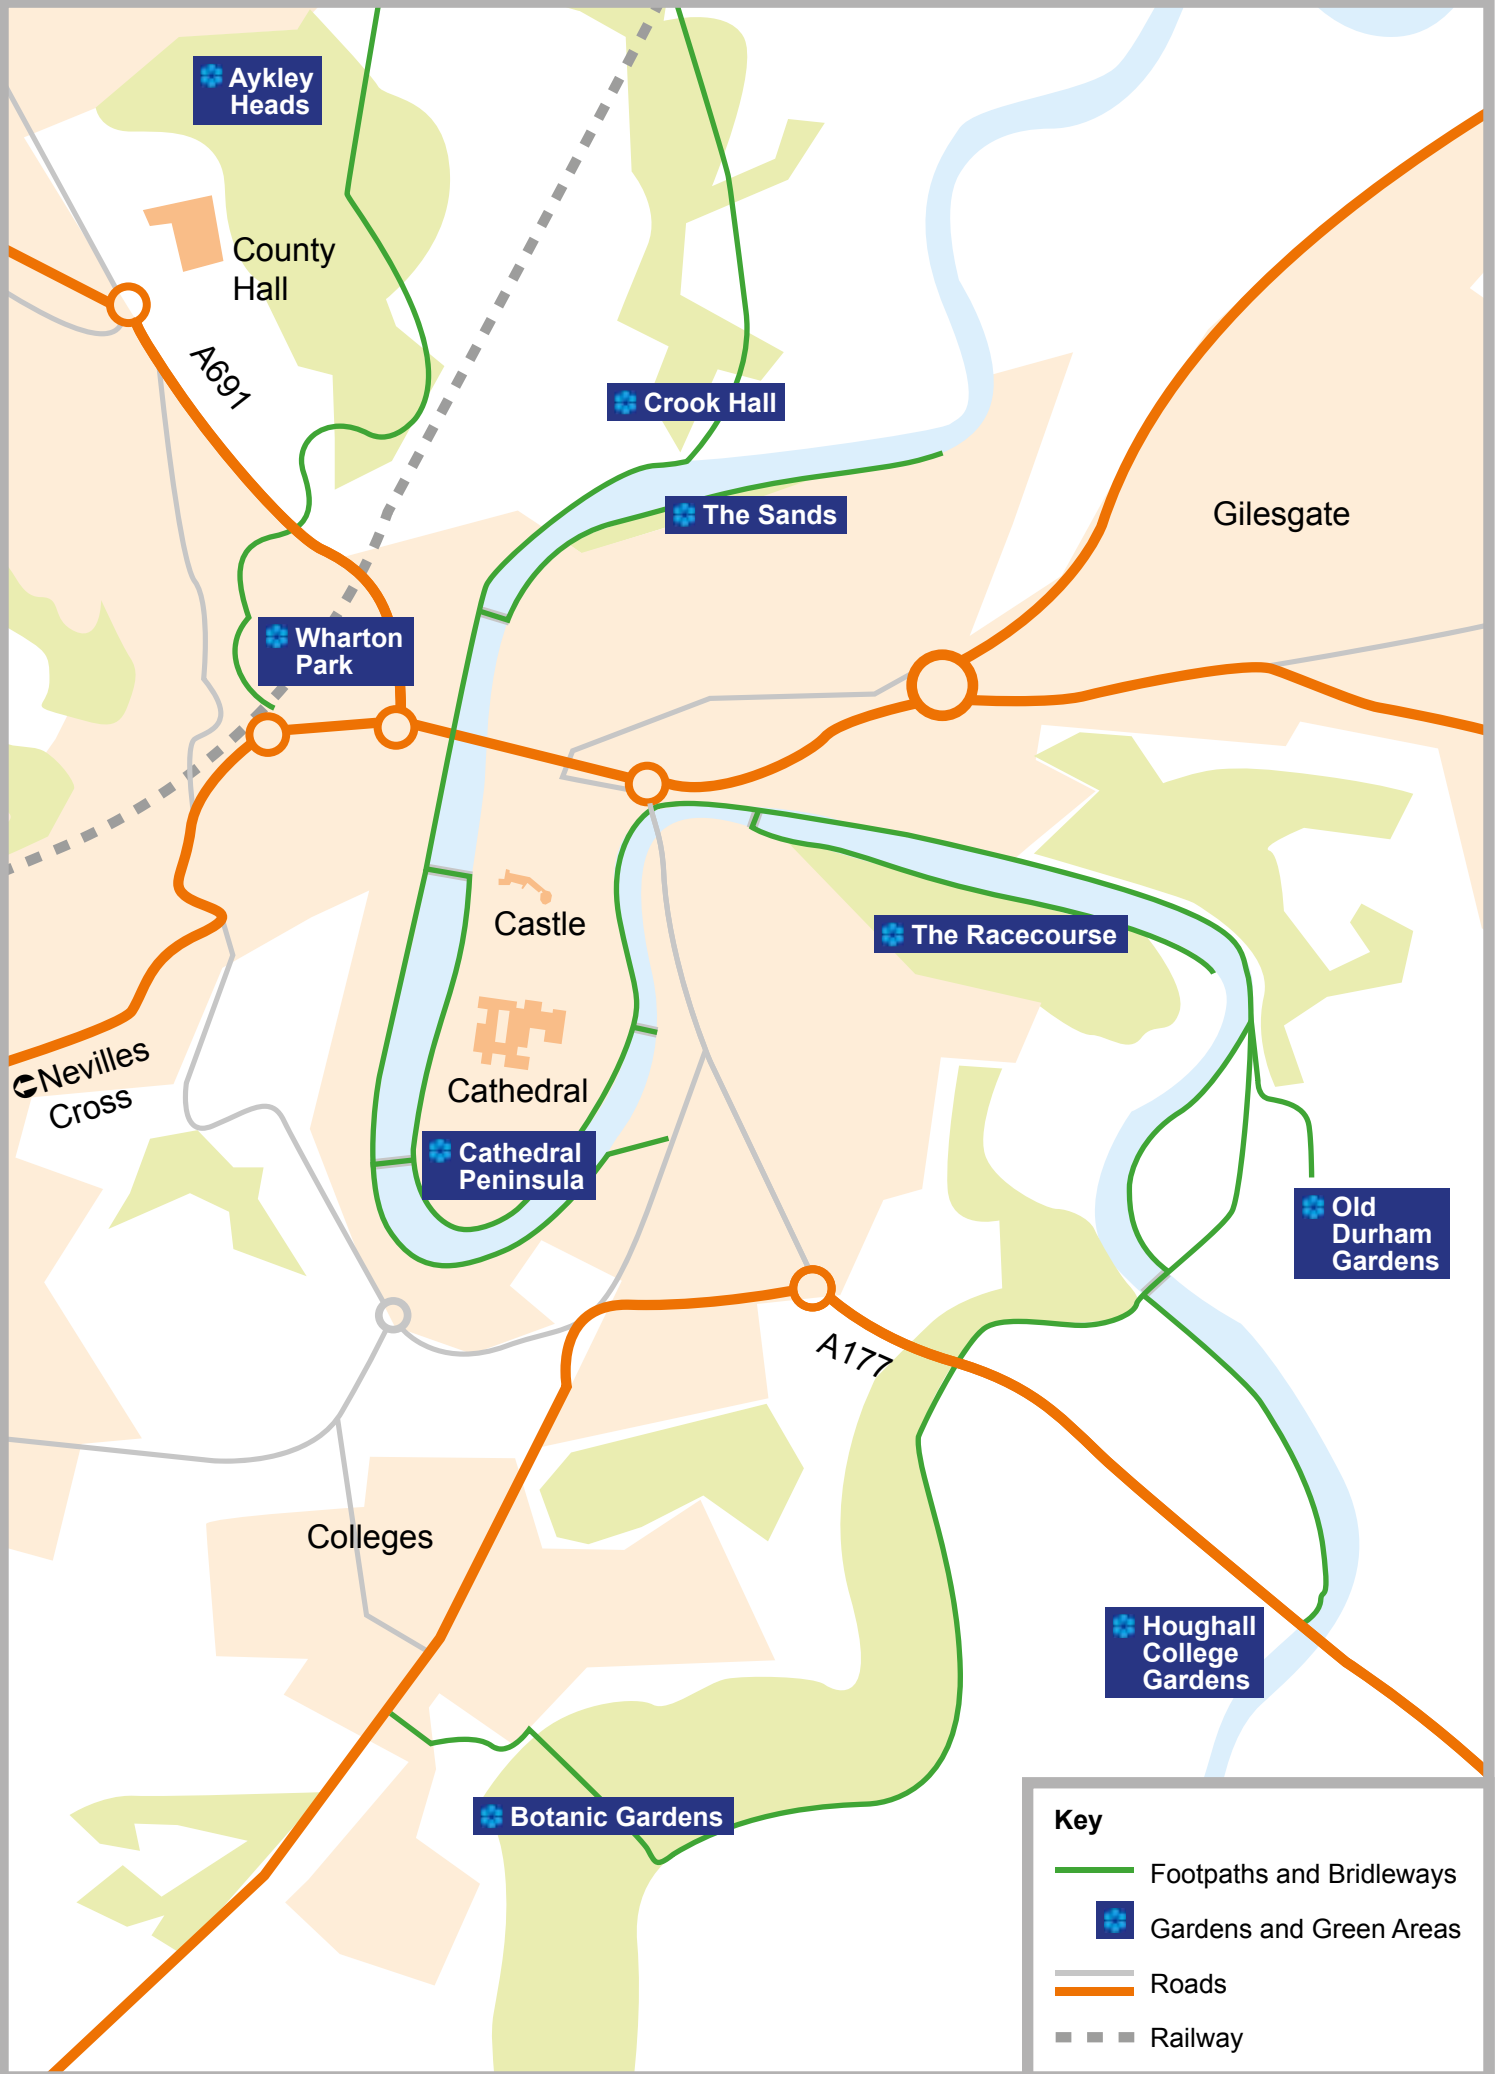 Aykley
Heads
County
Hall
A691
Crook Hall
The Sands
Gilesgate
Wharton
Park
Castle
The Racecourse
Nevilles
Cross
Cathedral
Cathedral
Peninsula
Old
Durham
Gardens
A177
Colleges
Houghall
College
Gardens
Botanic Gardens
Key
Footpaths and Bridleways
Gardens and Green Areas
Roads
Railway